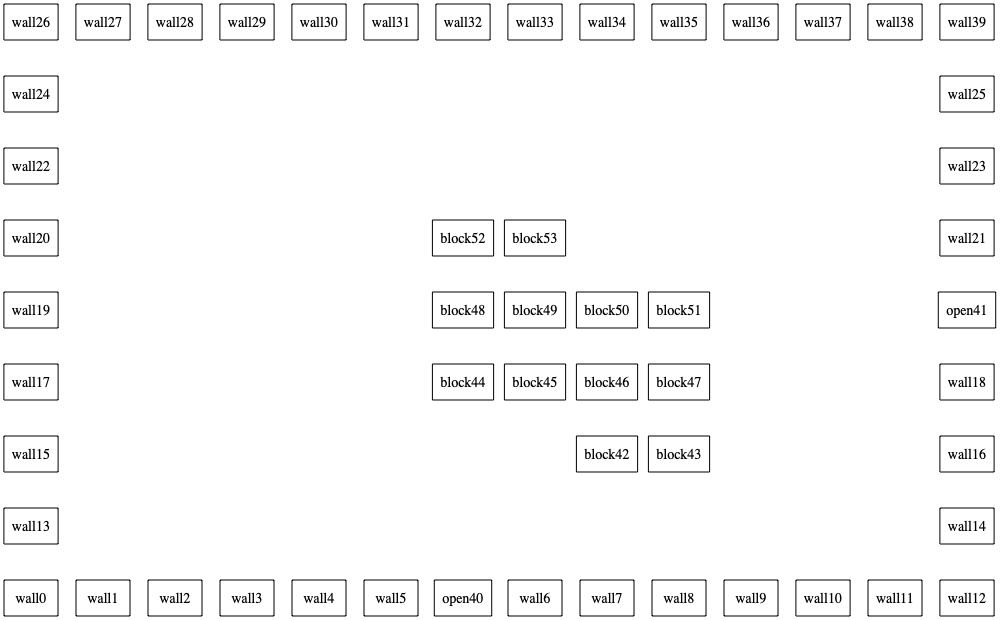 wall26 wall27 wall28 wall29 wall30 wall31 wall32 wall33 wall34 wall35 wall36 wall37 wall38 wall39
wall24 wall25
wall22 wall23
wall20 block52 block53 wall21
wall19 block48 block49 block50 block51 open41
wall17 block44 block45 block46 block47 wall18
wall15 block42 block43 wall16
wall13 wall14
wall0 wall1 wall2 wall3 wall4 wall5 open40 wall6 wall7 wall8 wall9 wall10 wall11 wall12